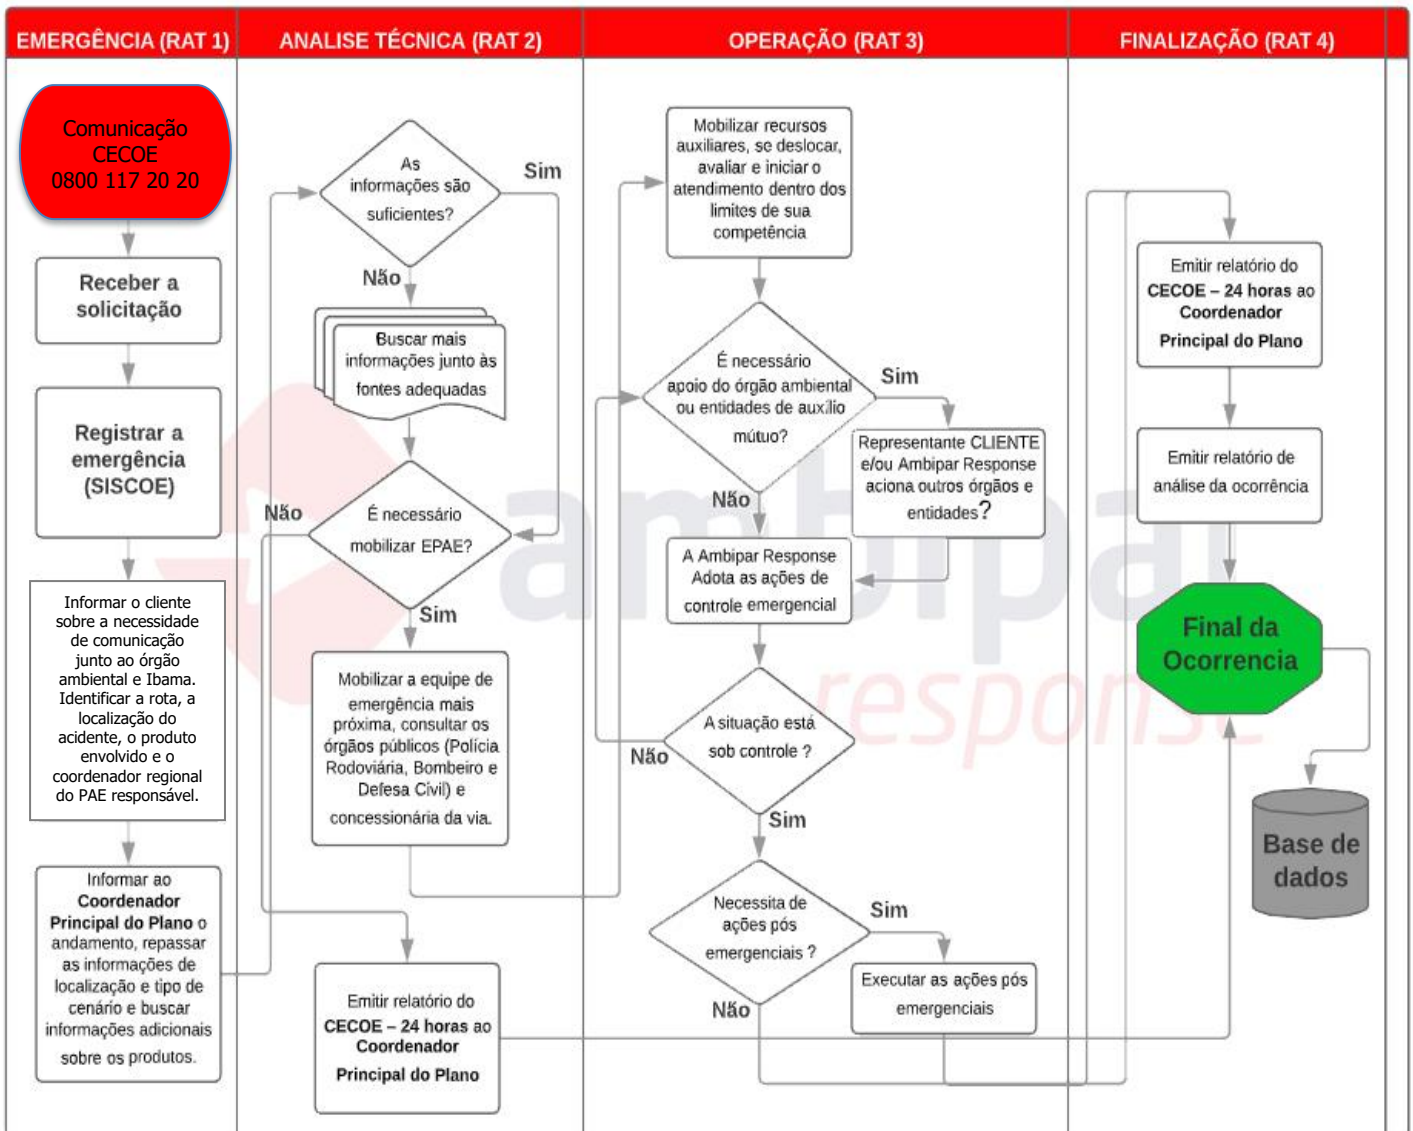 EMERGÊNCIA (RAT 1)
ANALISE TÉCNICA (RAT 2)
OPERAÇÃO (RAT 3)
FINALIZAÇÃO (RAT 4)
Comunicação
CECOE
0800 117 20 20
Receber a
solicitação
Registrar a
emergência
(SISCOE)
Informar o cliente
sobre a necessidade
de comunicação
junto ao órgão
ambiental e Ibama.
Identificar a rota, a
localização do
acidente, o produto
envolvido e o
coordenador regional
do PAE responsável.
Informar ao
Coordenador
Principal do Plano o
andamento, repassar
as informações de
localização e tipo de
cenário e buscar
informações adicionais
sobre os produtos.
As
informações são
suficientes?
Sim
Não
Buscar mais
informações junto às
fontes adequadas
É necessário
mobilizar EPAE?
Não
Sim
Mobilizar a equipe de
emergência mais
próxima, consultar os
órgãos públicos (Polícia
Rodoviária, Bombeiro e
Defesa Civil) e
concessionária da via.
Emitir relatório do
CECOE – 24 horas ao
Coordenador
Principal do Plano
Mobilizar recursos
auxiliares, se deslocar,
avaliar e iniciar o
atendimento dentro dos
limites de sua
competência
É necessário
apoio do órgão ambiental
ou entidades de auxílio
mútuo?
Sim
Não
Representante CLIENTE
e/ou Ambipar Response
aciona outros órgãos e
entidades?
A Ambipar Response
Adota as ações de
controle emergencial
A situação está
sob controle ?
Não
Sim
Necessita de
ações pós
emergenciais ?
Sim
Não
Executar as ações pós
emergenciais
Emitir relatório do
CECOE – 24 horas ao
Coordenador
Principal do Plano
Emitir relatório de
análise da ocorrência
Final da
Ocorrencia
Base de
dados
ambipar
response